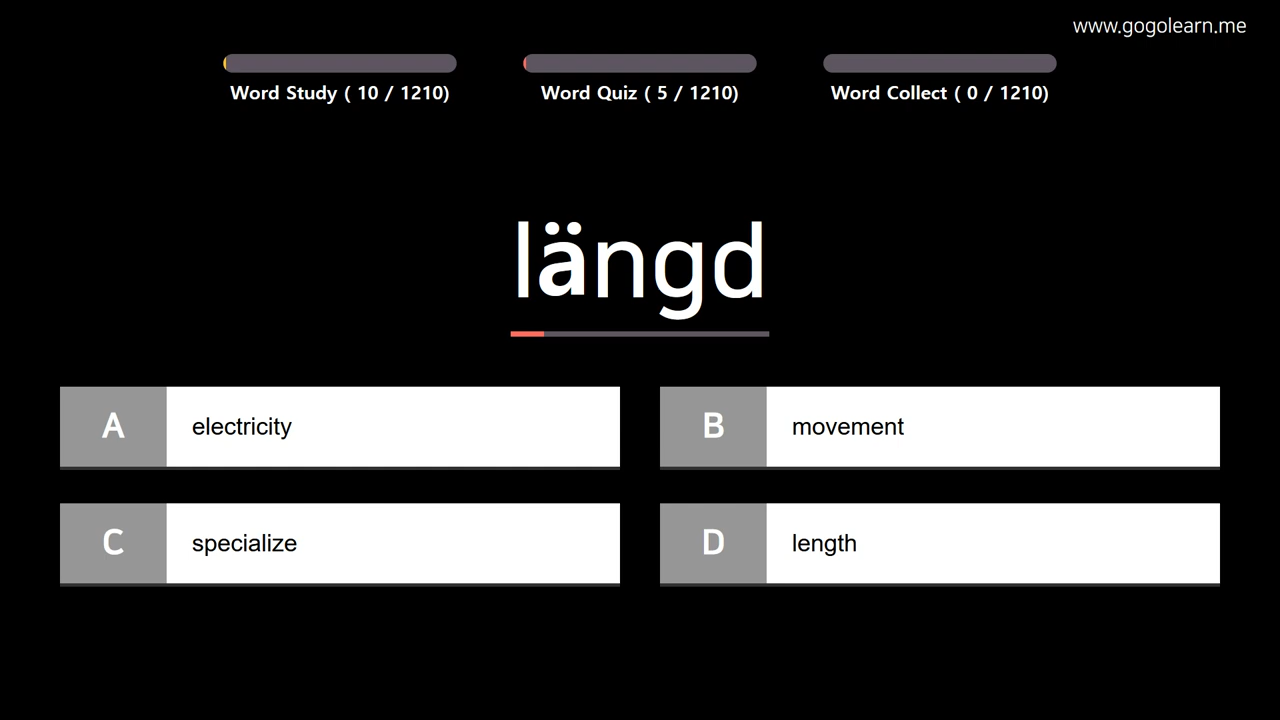 www.gogolearn.me
Word Study ( 10 / 1210)
Word Quiz ( 5 / 1210)
Word Collect ( 0 / 1210)
längd
A electricity
B movement
C specialize
D length